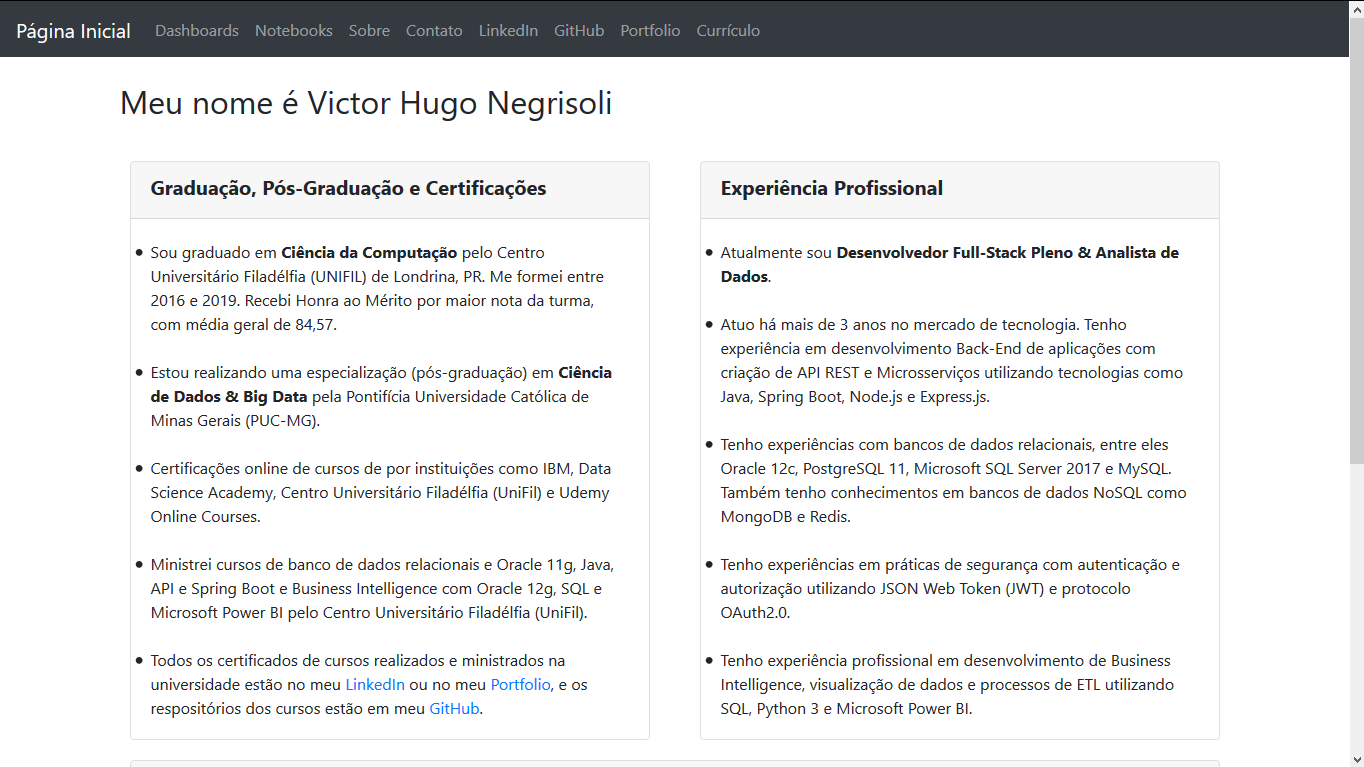 Página Inicial Dashboards Notebooks Sobre Contato LinkedIn GitHub Portfolio Currículo
Meu nome é Victor Hugo Negrisoli
Graduação, Pós-Graduação e Certificações
Sou graduado em Ciência da Computação pelo Centro
Universitário Filadélfia (UNIFIL) de Londrina, PR. Me formei entre
2016 e 2019. Recebi Honra ao Mérito por maior nota da turma,
com média geral de 84,57.
Estou realizando uma especialização (pós-graduação) em Ciência
de Dados & Big Data pela Pontifícia Universidade Católica de
Minas Gerais (PUC-MG).
Certificações online de cursos de por instituições como IBM, Data
Science Academy, Centro Universitário Filadélfia (UniFil) e Udemy
Online Courses.
Ministrei cursos de banco de dados relacionais e Oracle 11g, Java,
API e Spring Boot e Business Intelligence com Oracle 12g, SQL e
Microsoft Power BI pelo Centro Universitário Filadélfia (UniFil).
Todos os certificados de cursos realizados e ministrados na
universidade estão no meu LinkedIn ou no meu Portfolio, e os
respositórios dos cursos estão em meu GitHub.
Experiência Profissional
Atualmente sou Desenvolvedor Full-Stack Pleno & Analista de
Dados.
Atuo há mais de 3 anos no mercado de tecnologia. Tenho
experiência em desenvolvimento Back-End de aplicações com
criação de API REST e Microsserviços utilizando tecnologias como
Java, Spring Boot, Node.js e Express.js.
Tenho experiências com bancos de dados relacionais, entre eles
Oracle 12c, PostgreSQL 11, Microsoft SQL Server 2017 e MySQL.
Também tenho conhecimentos em bancos de dados NoSQL como
MongoDB e Redis.
Tenho experiências em práticas de segurança com autenticação e
autorização utilizando JSON Web Token (JWT) e protocolo
OAuth2.0.
Tenho experiência profissional em desenvolvimento de Business
Intelligence, visualização de dados e processos de ETL utilizando
SQL, Python 3 e Microsoft Power BI.